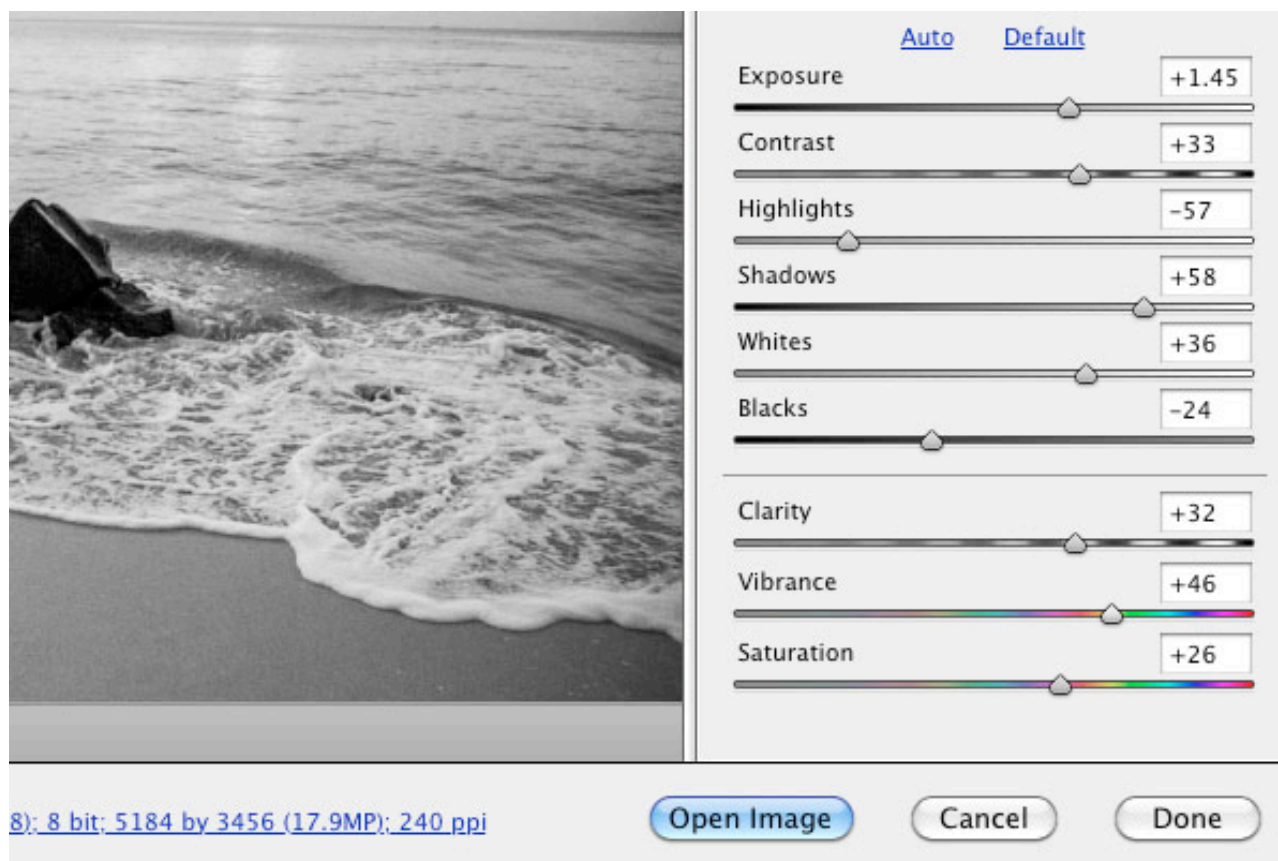 Auto Default
Exposure +1.45
Contrast +33
Highlights -57
Shadows +58
Whites +36
Blacks -24
Clarity +32
Vibrance +46
Saturation +26
8); 8 bit; 5184 by 3456 (17.9MP); 240 ppi
Open Image Cancel Done